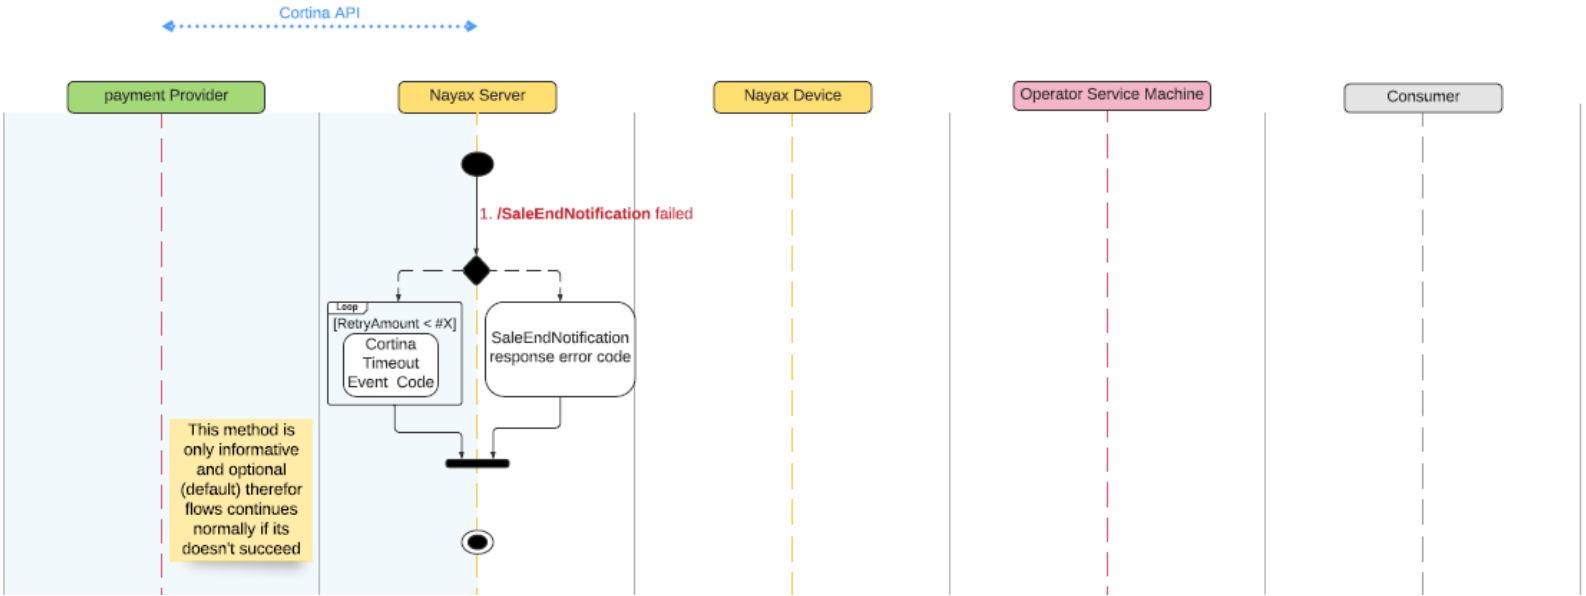 Cortina API
payment Provider
Nayax Server
Nayax Device
Operator Service Machine
Consumer
1. /SaleEndNotification failed
Loop
[RetryAmount < #X]
Cortina
Timeout
Event Code
SaleEndNotification
response error code
This method is
only informative
and optional
(default) therefor
flows continues
normally if its
doesn't succeed